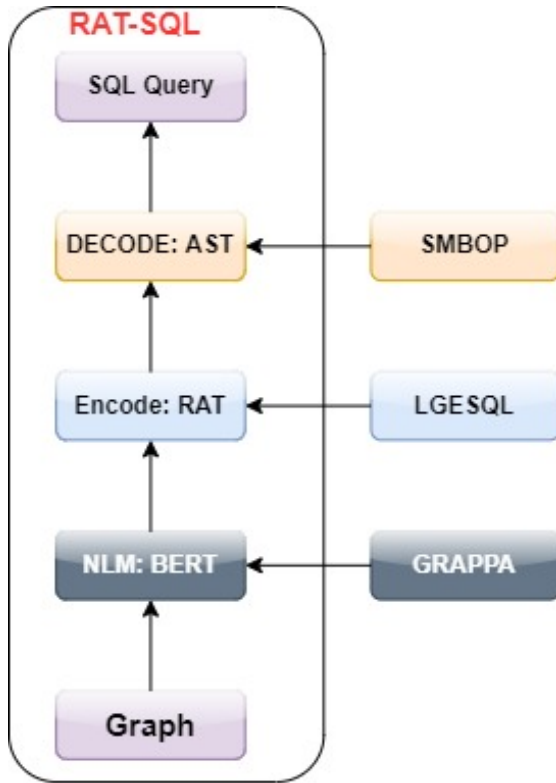 RAT-SQL
SQL Query
DECODE: AST
SMBOP
Encode: RAT
LGESQL
NLM: BERT
GRAPPA
Graph